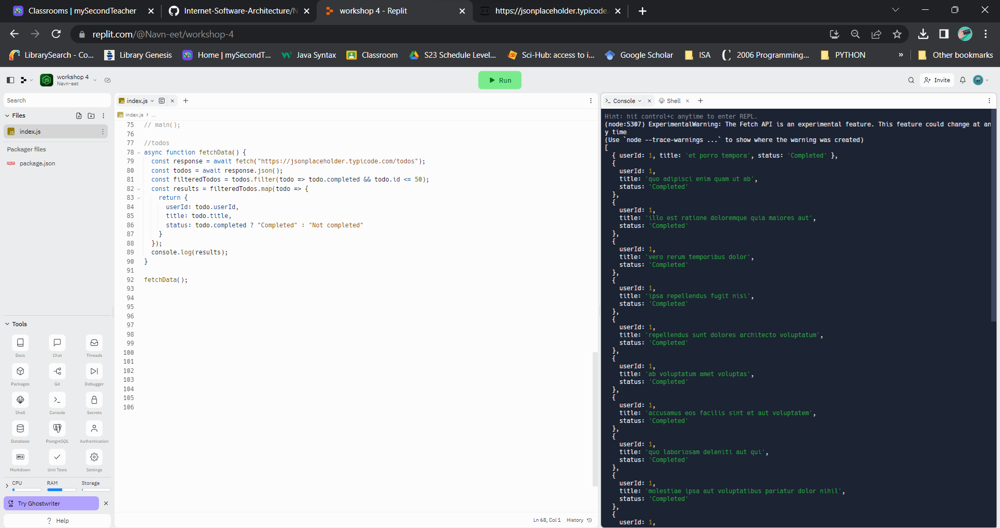 Classrooms | mySecondTeacher
Internet-Software-Architecture/N
workshop 4 - Replit
https://jsonplaceholder.typicode.
replit.com/@Navn-eet/workshop-4
LibrarySearch - Co...
Library Genesis
Home | mySecondT...
Java Syntax
Classroom
S23 Schedule Level...
Sci-Hub: access to i...
Google Scholar
ISA
2006 Programming...
PYTHON
»
Other bookmarks
workshop 4
Navn-eet
Run
Invite
Search
Files
index.js
Packager files
package.json
Tools
Docs
Chat
Threads
Packages
Git
Debugger
Shell
Console
Secrets
Database
PostgreSQL
Authentication
Markdown
Unit Tests
Settings
CPU
RAM
Storage
Try Ghostwriter
? Help
JS index.js
JS index.js > ...
75 // main();
76
77 //todos
78 async function fetchData() {
79 const response = await fetch("https://jsonplaceholder.typicode.com/todos");
80 const todos = await response.json();
81 const filteredTodos = todos.filter(todo => todo.completed && todo.id <= 50);
82 const results = filteredTodos.map(todo => {
83 return {
84 userId: todo.userId,
85 title: todo.title,
86 status: todo.completed ? "Completed" : "Not completed"
87 }
88 });
89 console.log(results);
90 }
91
92 fetchData();
93
94
95
96
97
98
99
100
101
102
103
104
105
106
Ln 68, Col 1 History
Console
Shell
Hint: hit control+c anytime to enter REPL.
(node:5307) ExperimentalWarning: The Fetch API is an experimental feature. This feature could change at an
y time
(Use `node --trace-warnings ...` to show where the warning was created)
[
{ userId: 1, title: 'et porro tempora', status: 'Completed' },
{
userId: 1,
title: 'quo adipisci enim quam ut ab',
status: 'Completed'
},
{
userId: 1,
title: 'illo est ratione doloremque quia maiores aut',
status: 'Completed'
},
{
userId: 1,
title: 'vero rerum temporibus dolor',
status: 'Completed'
},
{
userId: 1,
title: 'ipsa repellendus fugit nisi',
status: 'Completed'
},
{
userId: 1,
title: 'repellendus sunt dolores architecto voluptatum',
status: 'Completed'
},
{
userId: 1,
title: 'ab voluptatum amet voluptas',
status: 'Completed'
},
{
userId: 1,
title: 'accusamus eos facilis sint et aut voluptatem',
status: 'Completed'
},
{
userId: 1,
title: 'quo laboriosam deleniti aut qui',
status: 'Completed'
},
{
userId: 1,
title: 'molestiae ipsa aut voluptatibus pariatur dolor nihil',
status: 'Completed'
},
{
userId: 1,